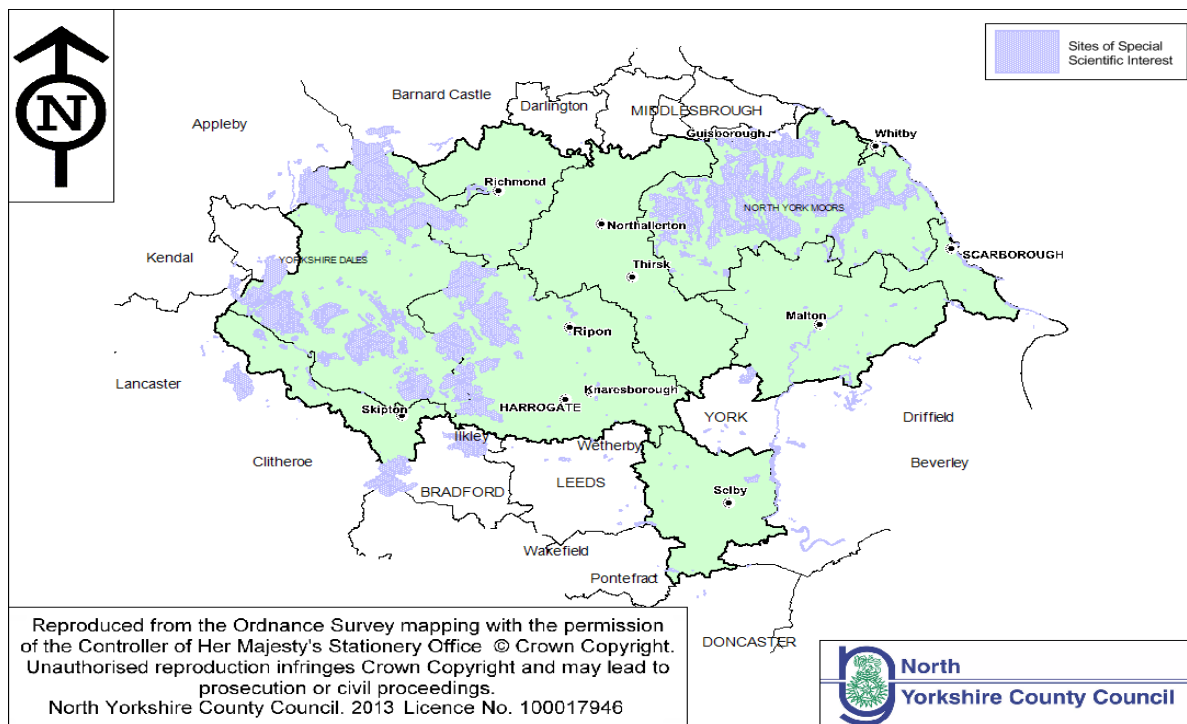 N
Sites of Special
Scientific Interest
Barnard Castle
Darlington
MIDDLESBROUGH
Appleby
Guisborough
Whitby
Richmond
NORTH YORK MOORS
Northallerton
Kendal
YORKSHIRE DALES
SCARBOROUGH
Thirsk
Malton
Ripon
Lancaster
Knaresborough
HARROGATE
Skipton
YORK
Driffield
Ilkley
Wetherby
Clitheroe
Beverley
BRADFORD
LEEDS
Selby
Wakefield
Pontefract
DONCASTER
Reproduced from the Ordnance Survey mapping with the permission
of the Controller of Her Majesty's Stationery Office © Crown Copyright.
Unauthorised reproduction infringes Crown Copyright and may lead to
prosecution or civil proceedings.
North Yorkshire County Council. 2013 Licence No. 100017946
North
Yorkshire County Council